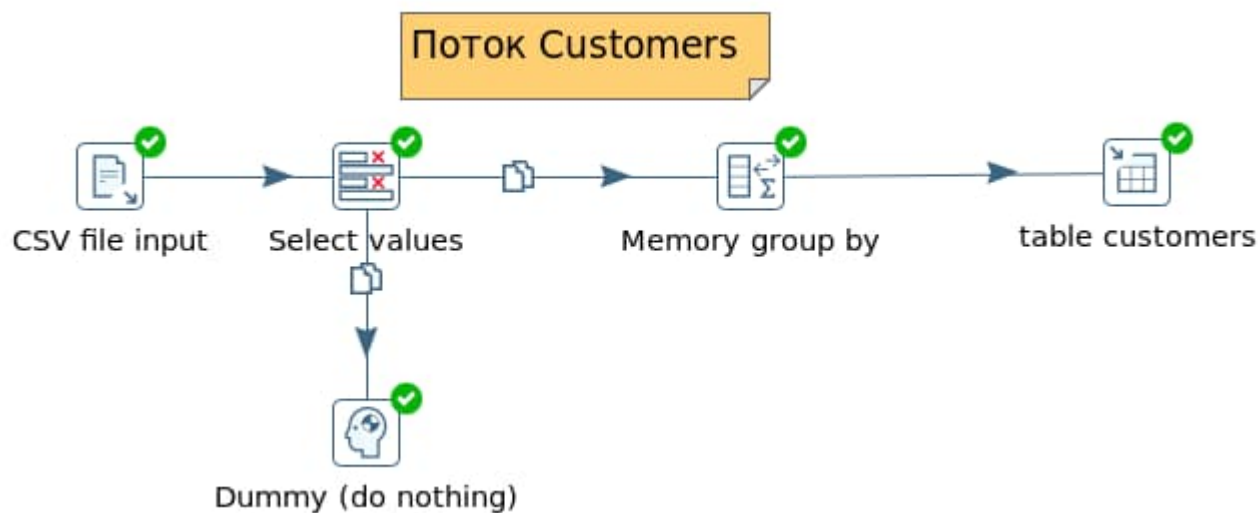 Поток Customers
CSV file input
Select values
Memory group by
table customers
Dummy (do nothing)